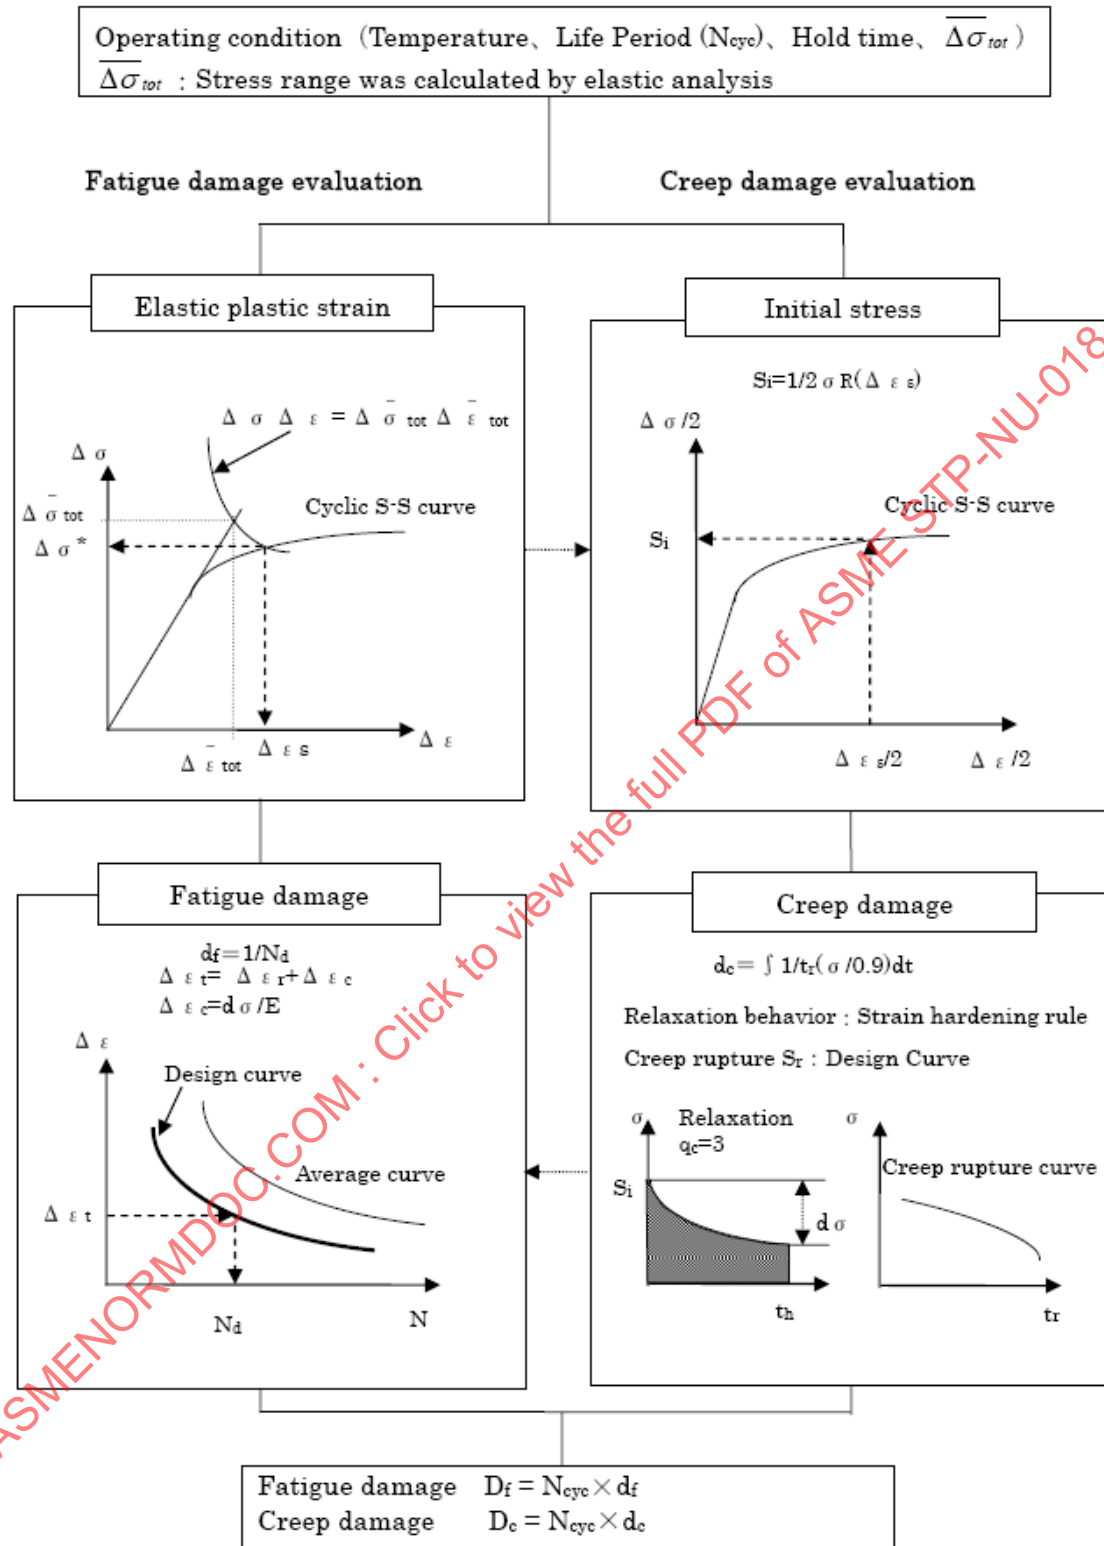 Operating condition（Temperature、Life Period (Ncyc)、Hold time、Δσtot）
Δσtot : Stress range was calculated by elastic analysis
Fatigue damage evaluation
Creep damage evaluation
Elastic plastic strain
Δσ Δε = Δσ̄tot Δε̄tot
Δσ
Δσ̄tot
Δσ*
Cyclic S-S curve
Δε̄tot
Δεs
Δε
Initial stress
Si=1/2σR(Δεs)
Δσ/2
Si
Cyclic S-S curve
Δεs/2
Δε/2
Fatigue damage
df=1/Nd
Δεt= Δεr+Δεc
Δεc=dσ/E
Δε
Design curve
Average curve
Δεt
Nd
N
Creep damage
dc=∫1/tr(σ/0.9)dt
Relaxation behavior : Strain hardening rule
Creep rupture Sr : Design Curve
σ
Relaxation
qc=3
Si
dσ
th
σ
Creep rupture curve
tr
Fatigue damage Df = Ncyc×df
Creep damage Dc = Ncyc×dc
ASMENORMDOC.COM : Click to view the full PDF of ASME STP-NU-018